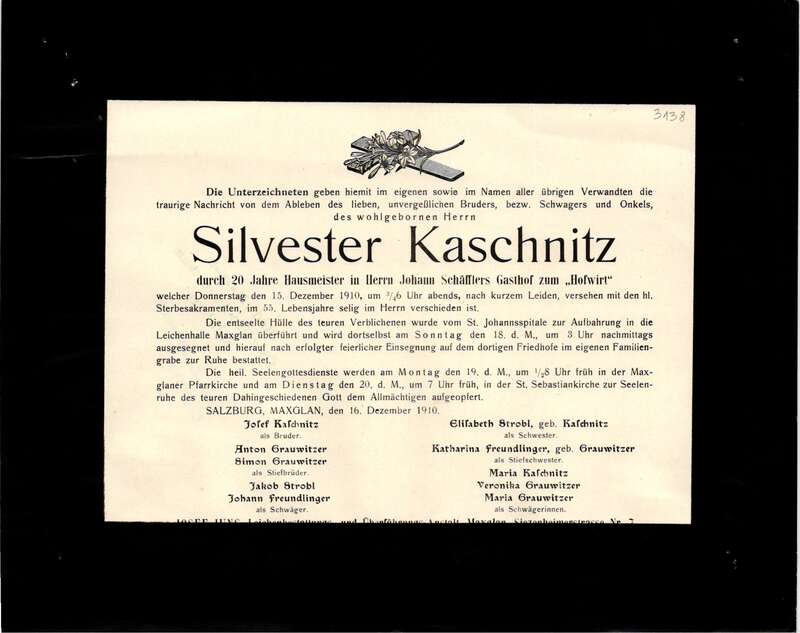 3138
Die Unterzeichneten geben hiemit im eigenen sowie im Namen aller übrigen Verwandten die
traurige Nachricht von dem Ableben des lieben, unvergeßlichen Bruders, bezw. Schwagers und Onkels,
des wohlgebornen Herrn
Silvester Kaschnitz
durch 20 Jahre Hausmeister in Herrn Johann Schäfflers Gasthof zum „Hofwirt“
welcher Donnerstag den 15. Dezember 1910, um ³/₄6 Uhr abends, nach kurzem Leiden, versehen mit den hl.
Sterbesakramenten, im 55. Lebensjahre selig im Herrn verschieden ist.
Die entseelte Hülle des teuren Verblichenen wurde vom St. Johannsspitale zur Aufbahrung in die
Leichenhalle Maxglan überführt und wird dortselbst am Sonntag den 18. d. M., um 3 Uhr nachmittags
ausgesegnet und hierauf nach erfolgter feierlicher Einsegnung auf dem dortigen Friedhofe im eigenen Familien-
grabe zur Ruhe bestattet.
Die heil. Seelengottesdienste werden am Montag den 19. d. M., um ¹/₂8 Uhr früh in der Max-
glaner Pfarrkirche und am Dienstag den 20. d. M., um 7 Uhr früh, in der St. Sebastiankirche zur Seelen-
ruhe des teuren Dahingeschiedenen Gott dem Allmächtigen aufgeopfert.
SALZBURG, MAXGLAN, den 16. Dezember 1910.
Josef Kaschnitz
als Bruder.
Anton Grauwitzer
Simon Grauwitzer
als Stiefbrüder.
Jakob Strobl
Johann Freundlinger
als Schwäger.
Elisabeth Strobl, geb. Kaschnitz
als Schwester.
Katharina Freundlinger, geb. Grauwitzer
als Stiefschwester.
Maria Kaschnitz
Veronika Grauwitzer
Maria Grauwitzer
als Schwägerinnen.
Leichenbestattungs- und Überführungs-Anstalt, Maxglan, Siezenheimerstrasse Nr. 7